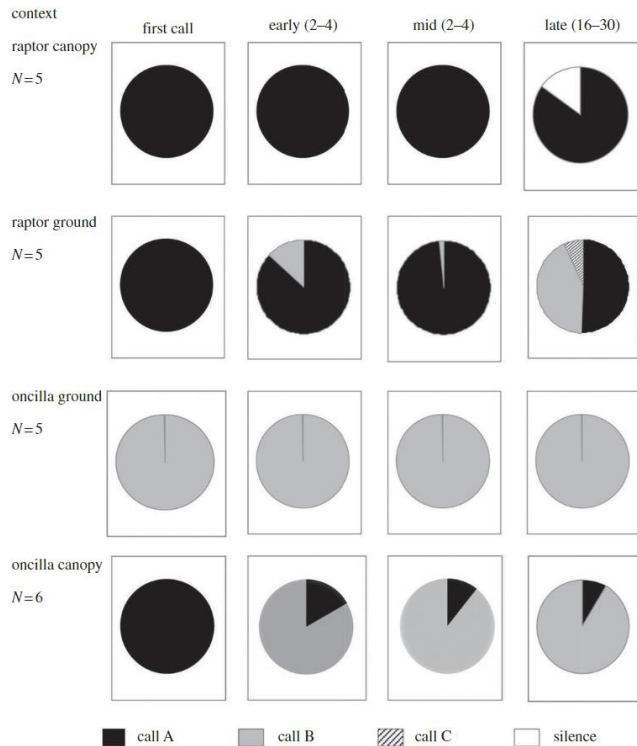 context
first call early (2–4) mid (2–4) late (16–30)
raptor canopy
N=5
raptor ground
N=5
oncilla ground
N=5
oncilla canopy
N=6
call A call B call C silence